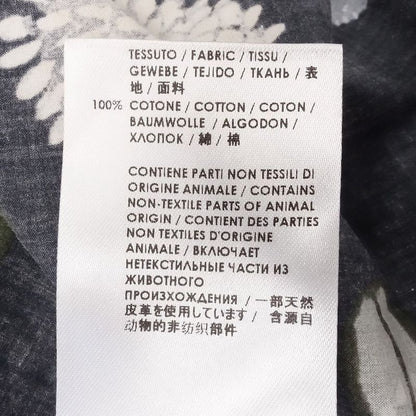 TESSUTO / FABRIC / TISSU /
GEWEBE / TEJIDO / ТКАНЬ / 表
地 / 面料
100% COTONE / COTTON / COTON /
BAUMWOLLE / ALGODON /
ХЛОПОК / 綿 / 棉
CONTIENE PARTI NON TESSILI DI
ORIGINE ANIMALE / CONTAINS
NON-TEXTILE PARTS OF ANIMAL
ORIGIN / CONTIENT DES PARTIES
NON TEXTILES D'ORIGINE
ANIMALE / ВКЛЮЧАЕТ
НЕТЕКСТИЛЬНЫЕ ЧАСТИ ИЗ
ЖИВОТНОГО
ПРОИСХОЖДЕНИЯ / 一部天然
皮革を使用しています / 含源自
动物的非纺织部件